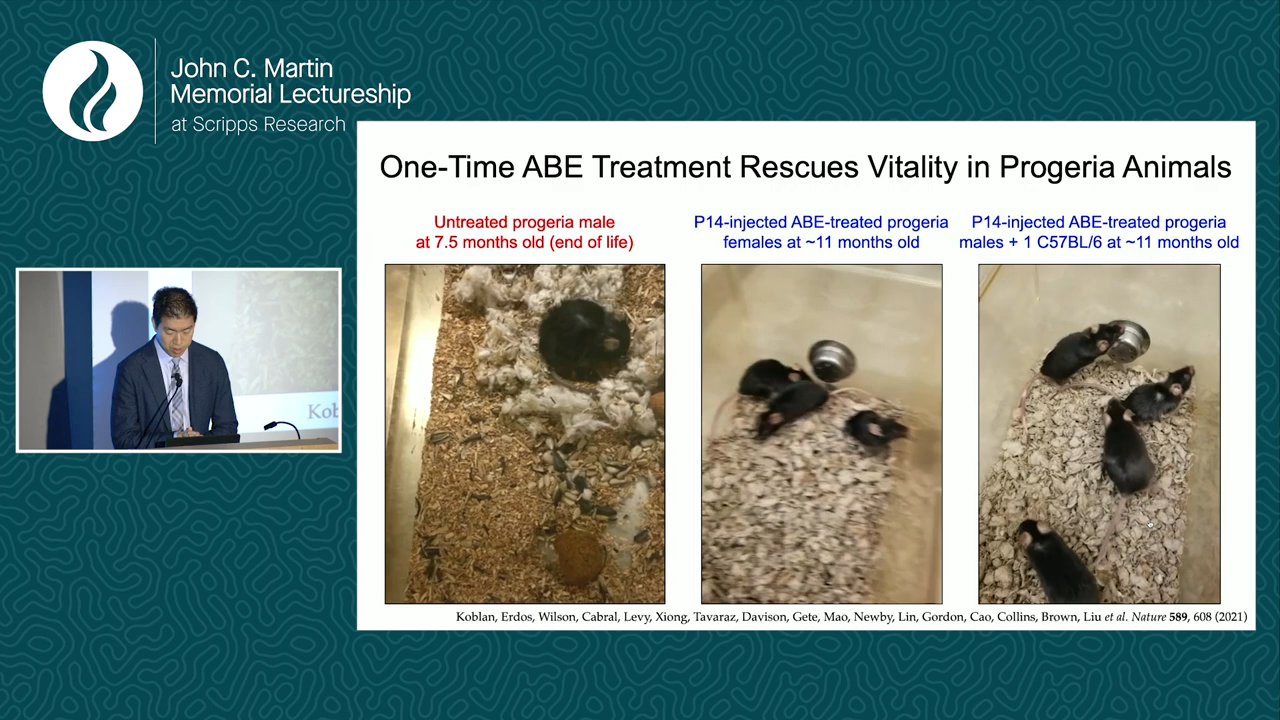 John C. Martin
Memorial Lectureship
at Scripps Research
One-Time ABE Treatment Rescues Vitality in Progeria Animals
Untreated progeria male
at 7.5 months old (end of life)
P14-injected ABE-treated progeria
females at ~11 months old
P14-injected ABE-treated progeria
males + 1 C57BL/6 at ~11 months old
Kob
Koblan, Erdos, Wilson, Cabral, Levy, Xiong, Tavaraz, Davison, Gete, Mao, Newby, Lin, Gordon, Cao, Collins, Brown, Liu et al. Nature 589, 608 (2021)